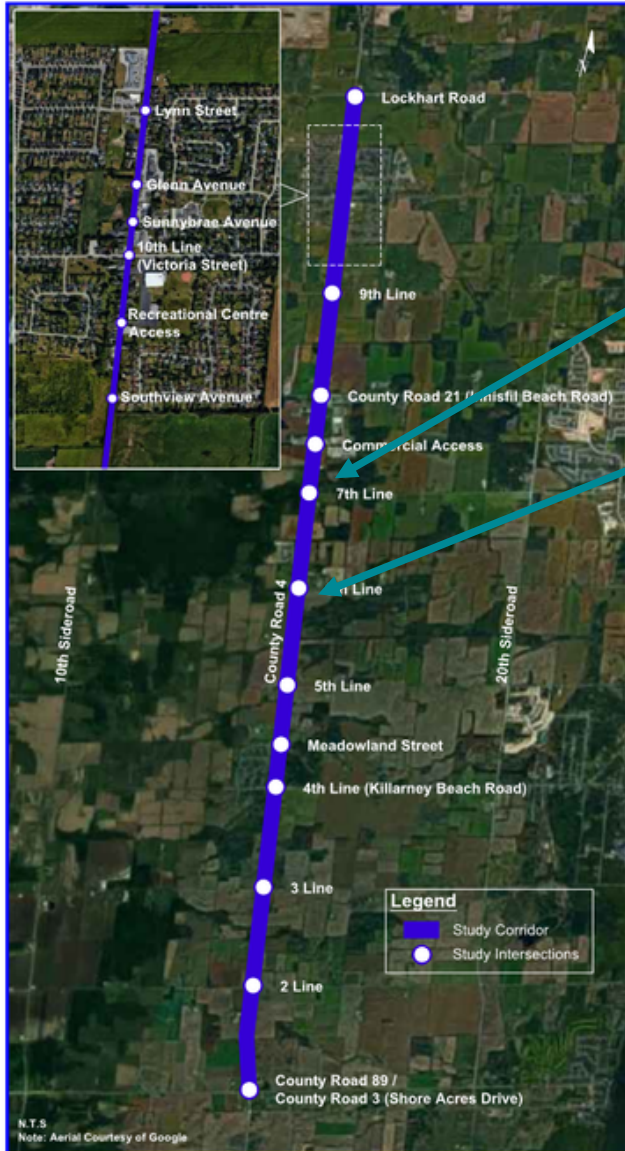 Lynn Street
Glenn Avenue
Sunnybrae Avenue
10th Line
(Victoria Street)
Recreational Centre
Access
Southview Avenue
Lockhart Road
9th Line
County Road 21 (Innisfil Beach Road)
Commercial Access
7th Line
Line
County Road 4
10th Sideroad
20th Sideroad
5th Line
Meadowland Street
4th Line (Killarney Beach Road)
3 Line
Legend
Study Corridor
Study Intersections
2 Line
County Road 89 /
County Road 3 (Shore Acres Drive)
N.T.S
Note: Aerial Courtesy of Google